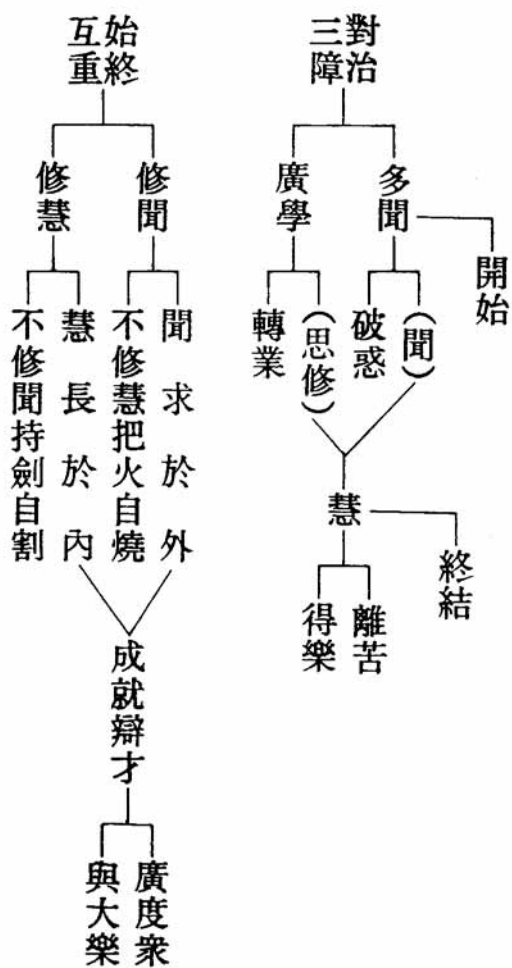 對治
三障
多聞
開始
(聞)
破惑
廣學
(思修)
轉業
慧
終結
離苦
得樂
始終
互重
修聞
聞求於外
不修慧把火自燒
修慧
慧長於內
不修聞持劍自割
成就辯才
廣度衆
與大樂